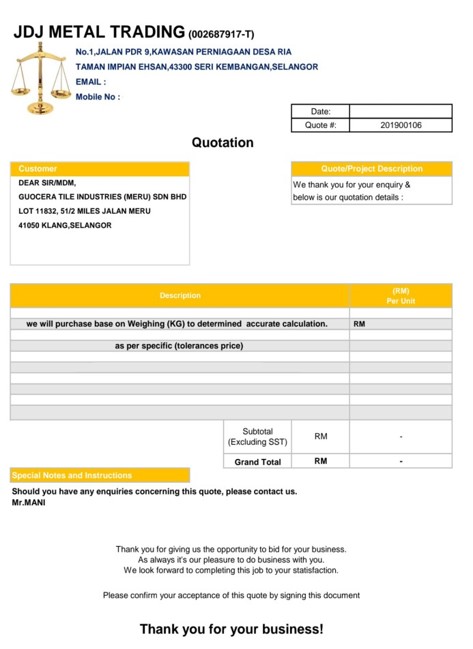 JDJ METAL TRADING (002687917-T)
No.1,JALAN PDR 9,KAWASAN PERNIAGAAN DESA RIA
TAMAN IMPIAN EHSAN,43300 SERI KEMBANGAN,SELANGOR
EMAIL :
Mobile No :
Date:
Quote #: 201900106
Quotation
Customer
DEAR SIR/MDM,
GUOCERA TILE INDUSTRIES (MERU) SDN BHD
LOT 11832, 51/2 MILES JALAN MERU
41050 KLANG,SELANGOR
Quote/Project Description
We thank you for your enquiry &
below is our quotation details :
Description (RM)
Per Unit
we will purchase base on Weighing (KG) to determined accurate calculation. RM
as per specific (tolerances price)
Subtotal
(Excluding SST) RM -
Grand Total RM -
Special Notes and Instructions
Should you have any enquiries concerning this quote, please contact us.
Mr.MANI
Thank you for giving us the opportunity to bid for your business.
As always it's our pleasure to do business with you.
We look forward to completing this job to your statisfaction.
Please confirm your acceptance of this quote by signing this document
Thank you for your business!